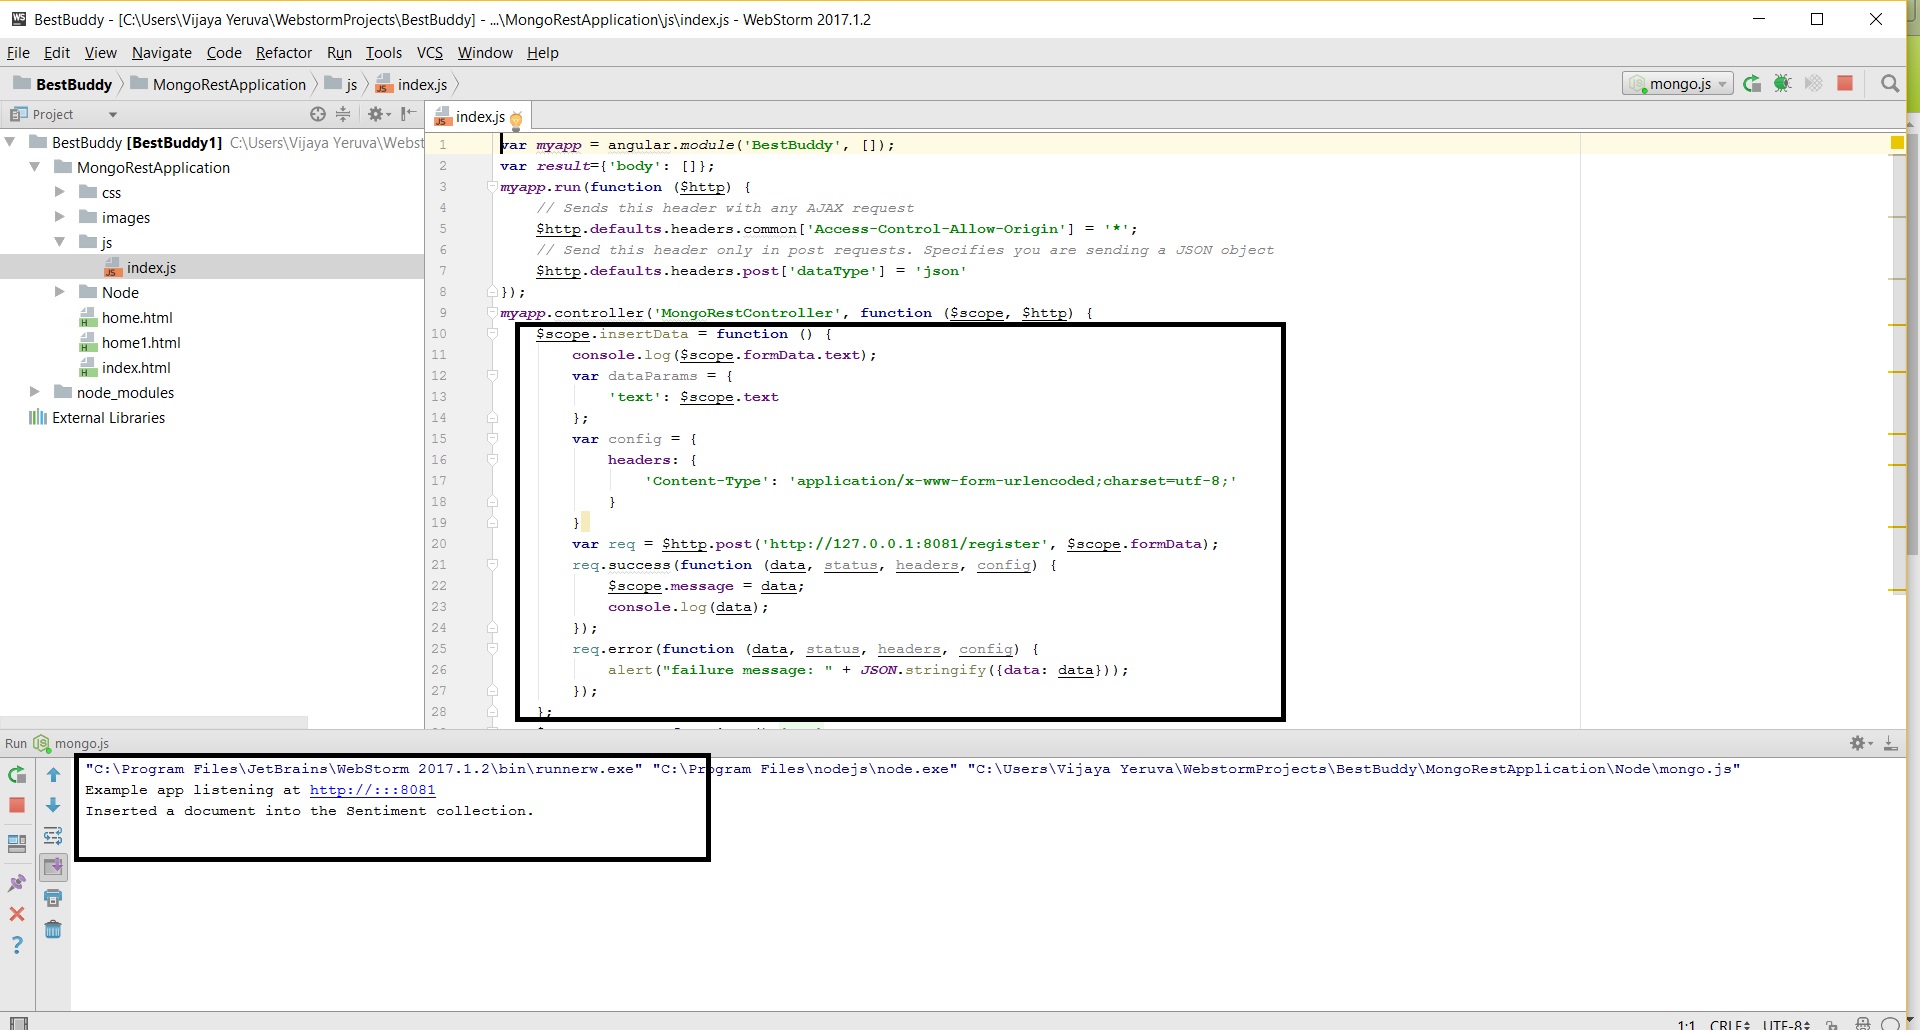 BestBuddy - [C:\Users\Vijaya Yeruva\WebstormProjects\BestBuddy] - ...\MongoRestApplication\js\index.js - WebStorm 2017.1.2
File Edit View Navigate Code Refactor Run Tools VCS Window Help
BestBuddy MongoRestApplication js index.js mongo.js
Project
index.js
BestBuddy [BestBuddy1] C:\Users\Vijaya Yeruva\Webst
MongoRestApplication
css
images
js
index.js
Node
home.html
home1.html
index.html
node_modules
External Libraries
1 var myapp = angular.module('BestBuddy', []);
2 var result={'body': []};
3 myapp.run(function ($http) {
4 // Sends this header with any AJAX request
5 $http.defaults.headers.common['Access-Control-Allow-Origin'] = '*';
6 // Send this header only in post requests. Specifies you are sending a JSON object
7 $http.defaults.headers.post['dataType'] = 'json'
8 });
9 myapp.controller('MongoRestController', function ($scope, $http) {
10 $scope.insertData = function () {
11 console.log($scope.formData.text);
12 var dataParams = {
13 'text': $scope.text
14 };
15 var config = {
16 headers: {
17 'Content-Type': 'application/x-www-form-urlencoded;charset=utf-8;'
18 }
19 }
20 var req = $http.post('http://127.0.0.1:8081/register', $scope.formData);
21 req.success(function (data, status, headers, config) {
22 $scope.message = data;
23 console.log(data);
24 });
25 req.error(function (data, status, headers, config) {
26 alert("failure message: " + JSON.stringify({data: data}));
27 });
28 };
Run mongo.js
"C:\Program Files\JetBrains\WebStorm 2017.1.2\bin\runnerw.exe" "C:\Program Files\nodejs\node.exe" "C:\Users\Vijaya Yeruva\WebstormProjects\BestBuddy\MongoRestApplication\Node\mongo.js"
Example app listening at http://:::8081
Inserted a document into the Sentiment collection.
1:1 CRLF UTF-8